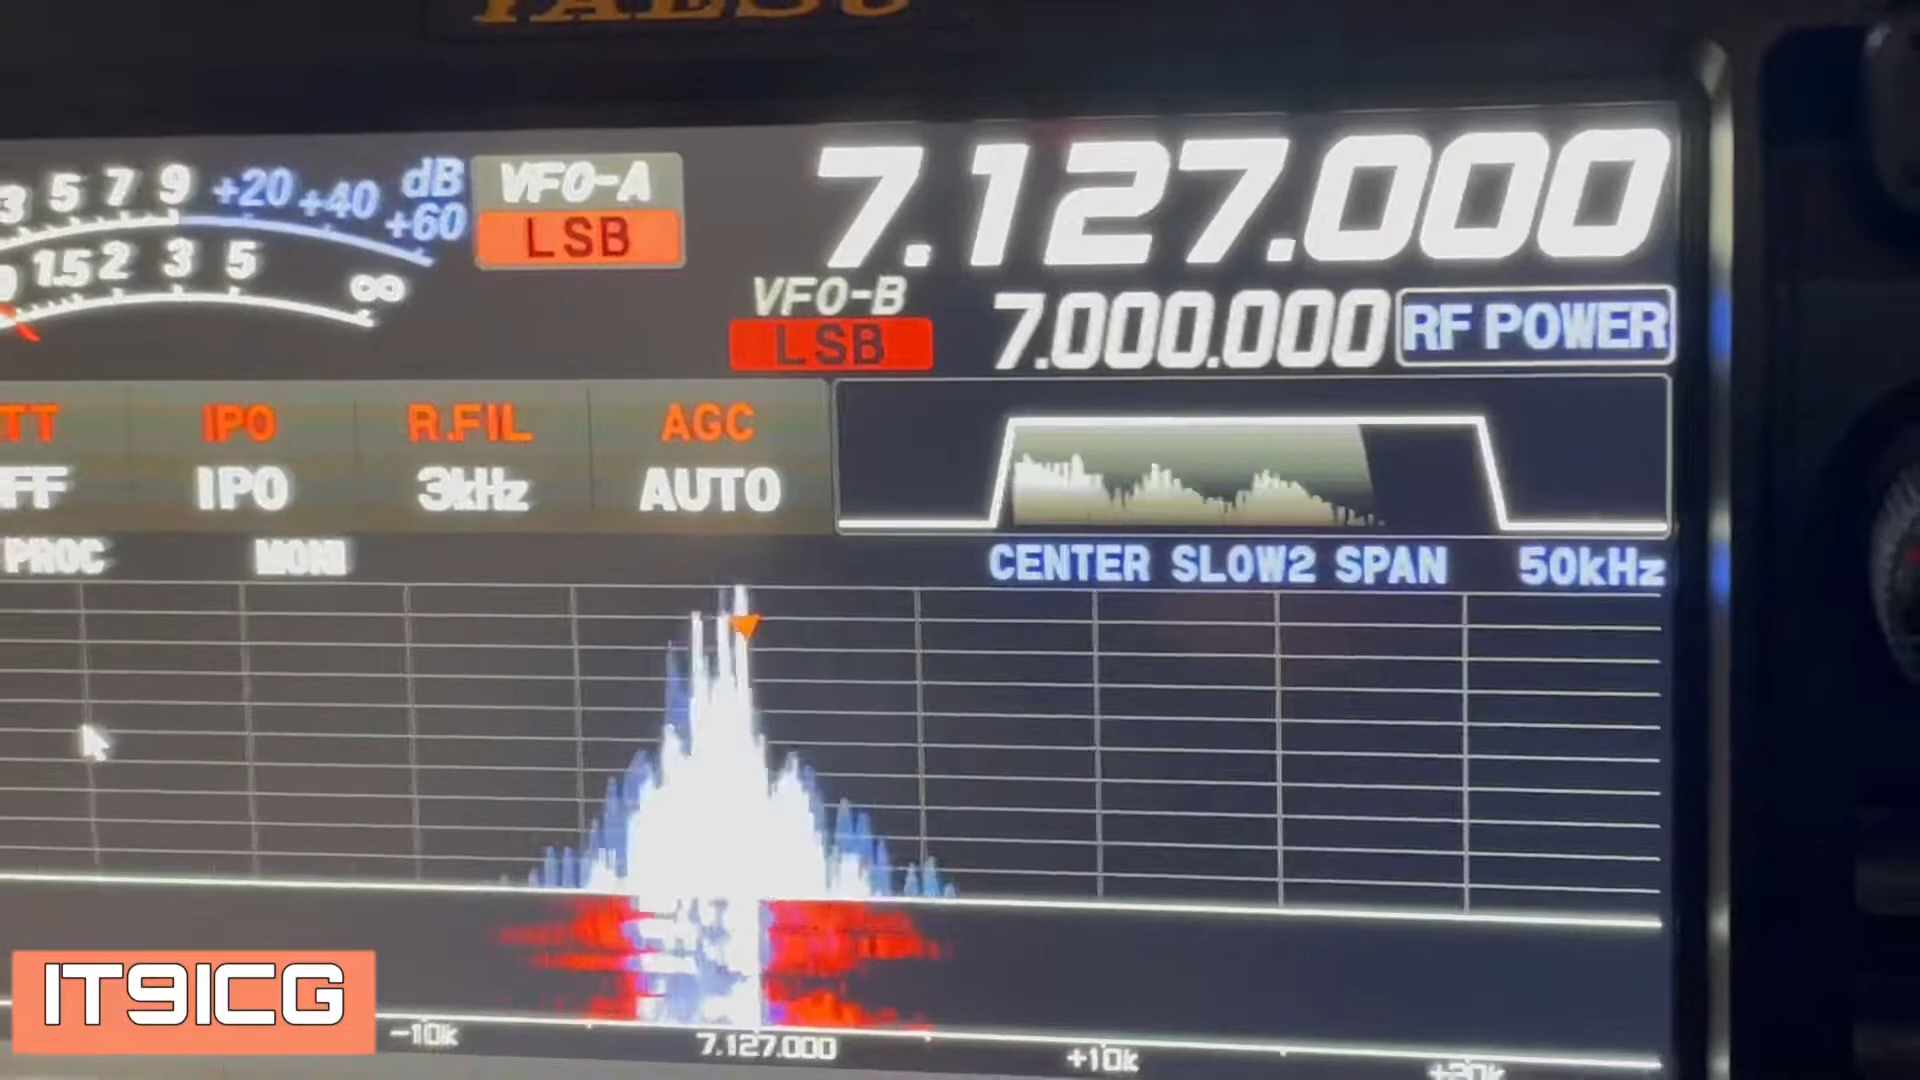 YAESU
3 5 7 9 +20 +40 +60 dB
1.5 2 3 5 ∞
VFO-A
LSB
7.127.000
VFO-B
LSB
7.000.000
RF POWER
IPO R.FIL AGC
IPO 3kHz AUTO
PROC MONI
CENTER SLOW2 SPAN 50kHz
IT9ICG
-10k 7.127.000 +10k +20k